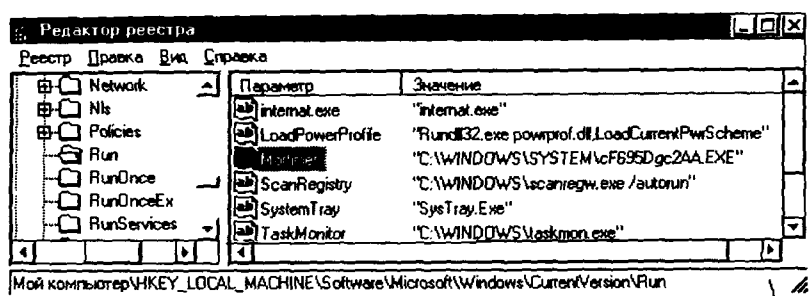 Редактор реестра
Реестр Правка Вид Справка
Network
Nls
Policies
Run
RunOnce
RunOnceEx
RunServices
Параметр Значение
internat.exe "internat.exe"
LoadPowerProfile "Rundll32.exe powrprof.dll,LoadCurrentPwrScheme"
"C:\WINDOWS\SYSTEM\cF695Dgc2AA.EXE"
ScanRegistry "C:\WINDOWS\scanregw.exe /autorun"
SystemTray "SysTray.Exe"
TaskMonitor "C:\WINDOWS\taskmon.exe"
Мой компьютер\HKEY_LOCAL_MACHINE\Software\Microsoft\Windows\CurrentVersion\Run